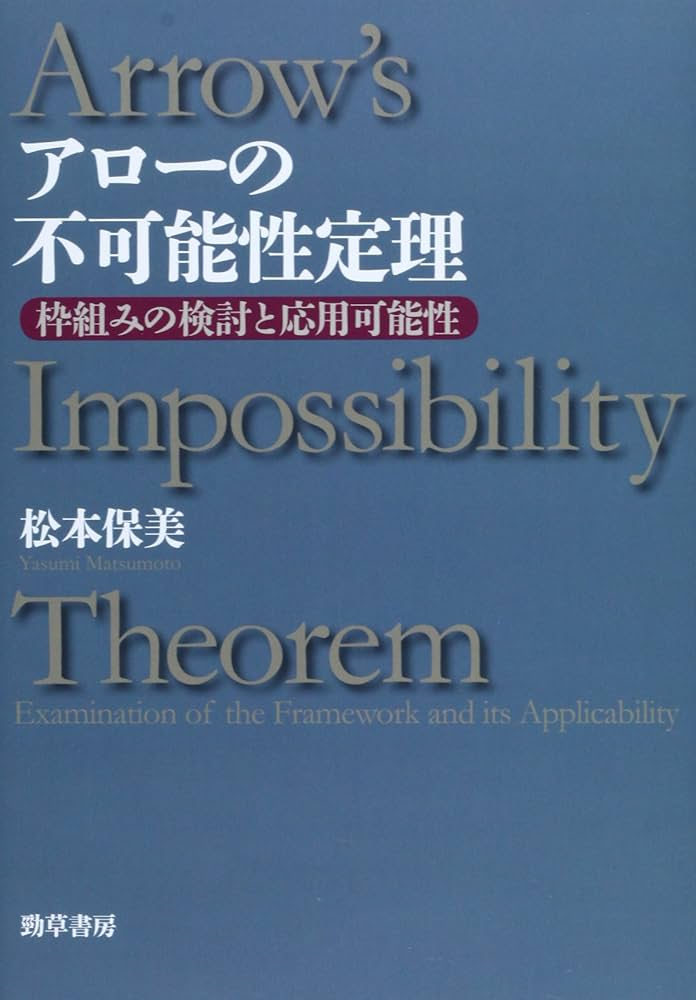 Arrow's
アローの
不可能性定理
枠組みの検討と応用可能性
Impossibility
松本保美
Yasumi Matsumoto
Theorem
Examination of the Framework and its Applicability
勁草書房